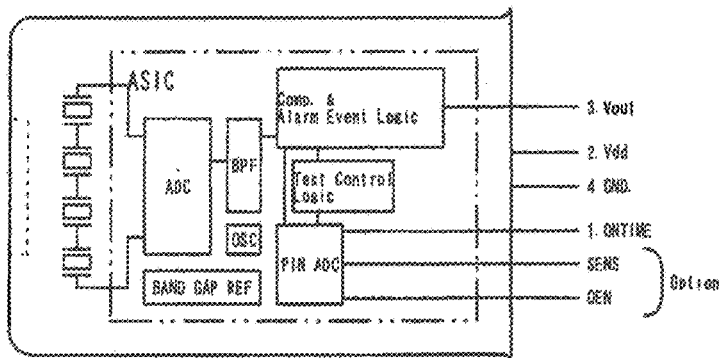 ASIC
Comp. &
Alarm Event Logic
3. Vout
2. Vdd
4 GND.
ADC
BPF
Test Control
Logic
OSC
PIR ADC
1. ONTIME
SENS
OEN
Option
BAND GAP REF